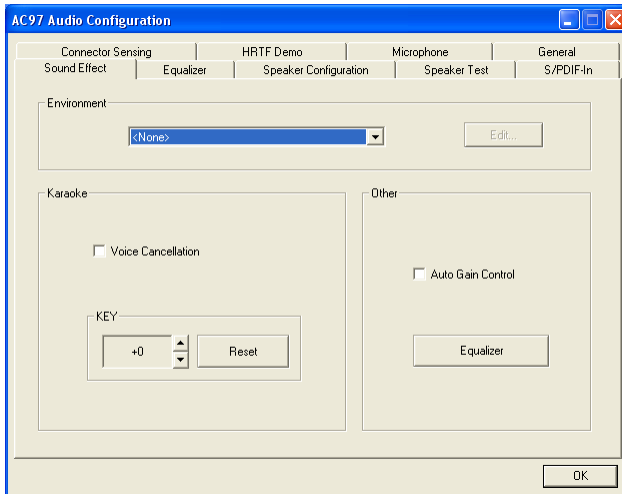 AC97 Audio Configuration
Connector Sensing HRTF Demo Microphone General
Sound Effect Equalizer Speaker Configuration Speaker Test S/PDIF-In
Environment
<None> Edit...
Karaoke Other
Voice Cancellation
Auto Gain Control
KEY
+0 Reset Equalizer
OK